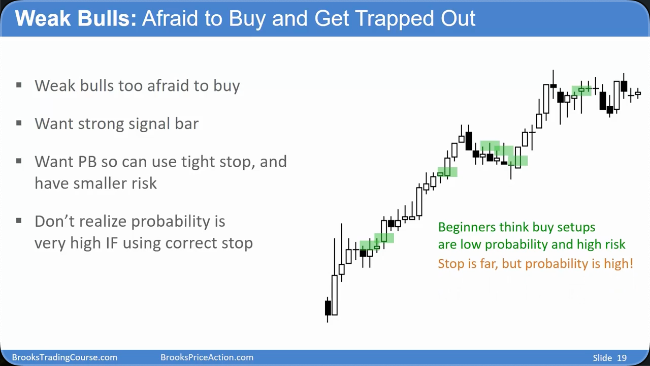 Weak Bulls: Afraid to Buy and Get Trapped Out
▪ Weak bulls too afraid to buy
▪ Want strong signal bar
▪ Want PB so can use tight stop, and
have smaller risk
▪ Don’t realize probability is
very high IF using correct stop
Beginners think buy setups
are low probability and high risk
Stop is far, but probability is high!
BrooksTradingCourse.com BrooksPriceAction.com Slide 19